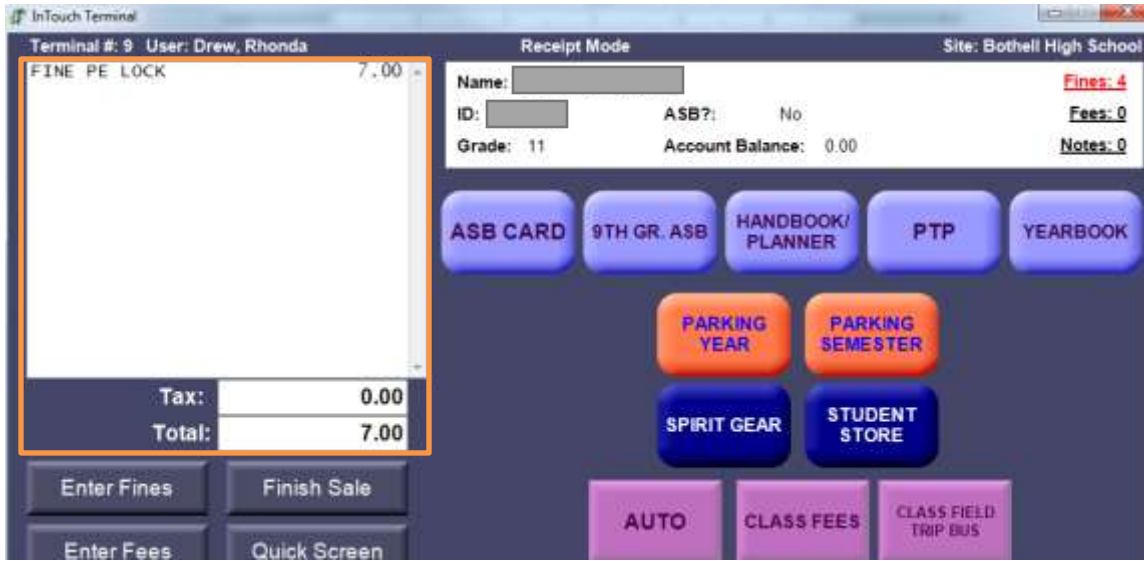 InTouch Terminal
Terminal #: 9 User: Drew, Rhonda Receipt Mode Site: Bothell High School
FINE PE LOCK 7.00
Name: Fines: 4
ID: ASB?: No Fees: 0
Grade: 11 Account Balance: 0.00 Notes: 0
ASB CARD
9TH GR. ASB
HANDBOOK/
PLANNER
PTP
YEARBOOK
PARKING
YEAR
PARKING
SEMESTER
Tax: 0.00
Total: 7.00
SPIRIT GEAR
STUDENT
STORE
Enter Fines
Finish Sale
AUTO
CLASS FEES
CLASS FIELD
TRIP BUS
Enter Fees
Quick Screen